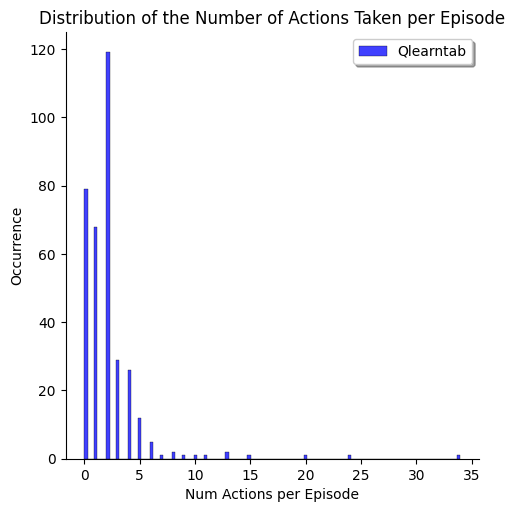 Distribution of the Number of Actions Taken per Episode
Qlearntab
120
100
80
60
40
20
0
Occurrence
0 5 10 15 20 25 30 35
Num Actions per Episode